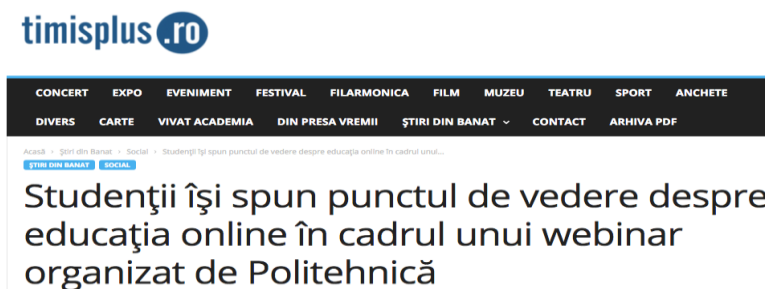 timisplus.ro
CONCERT EXPO EVENIMENT FESTIVAL FILARMONICA FILM MUZEU TEATRU SPORT ANCHETE
DIVERS CARTE VIVAT ACADEMIA DIN PRESA VREMII ŞTIRI DIN BANAT CONTACT ARHIVA PDF
Acasă › Ştiri din Banat › Social › Studenţii îşi spun punctul de vedere despre educaţia online în cadrul unui...
ŞTIRI DIN BANAT SOCIAL
Studenţii îşi spun punctul de vedere despre
educaţia online în cadrul unui webinar
organizat de Politehnică